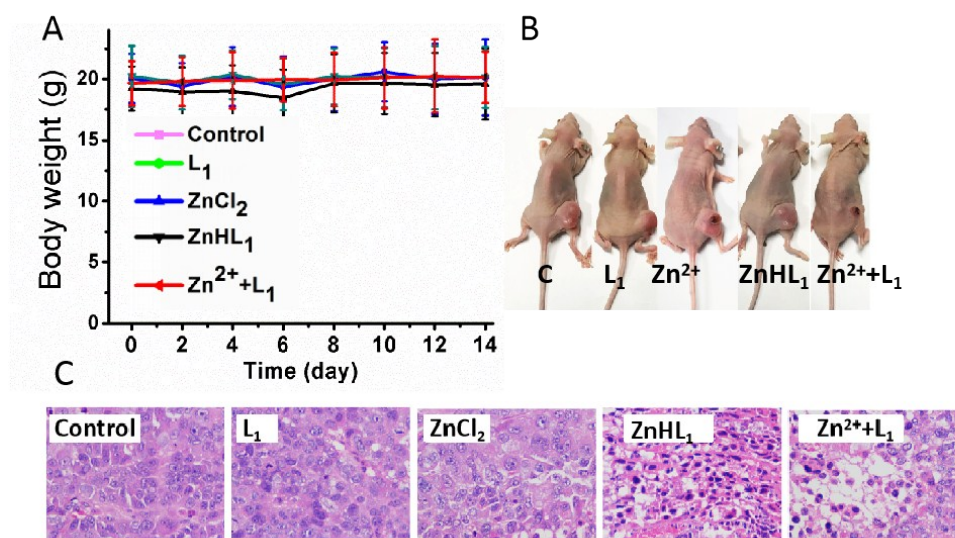 A
Body weight (g)
20
15
10
5
0
Control
L₁
ZnCl₂
ZnHL₁
Zn²⁺+L₁
0 2 4 6 8 10 12 14
Time (day)
B
C L₁ Zn²⁺ ZnHL₁ Zn²⁺+L₁
C
Control L₁ ZnCl₂ ZnHL₁ Zn²⁺+L₁